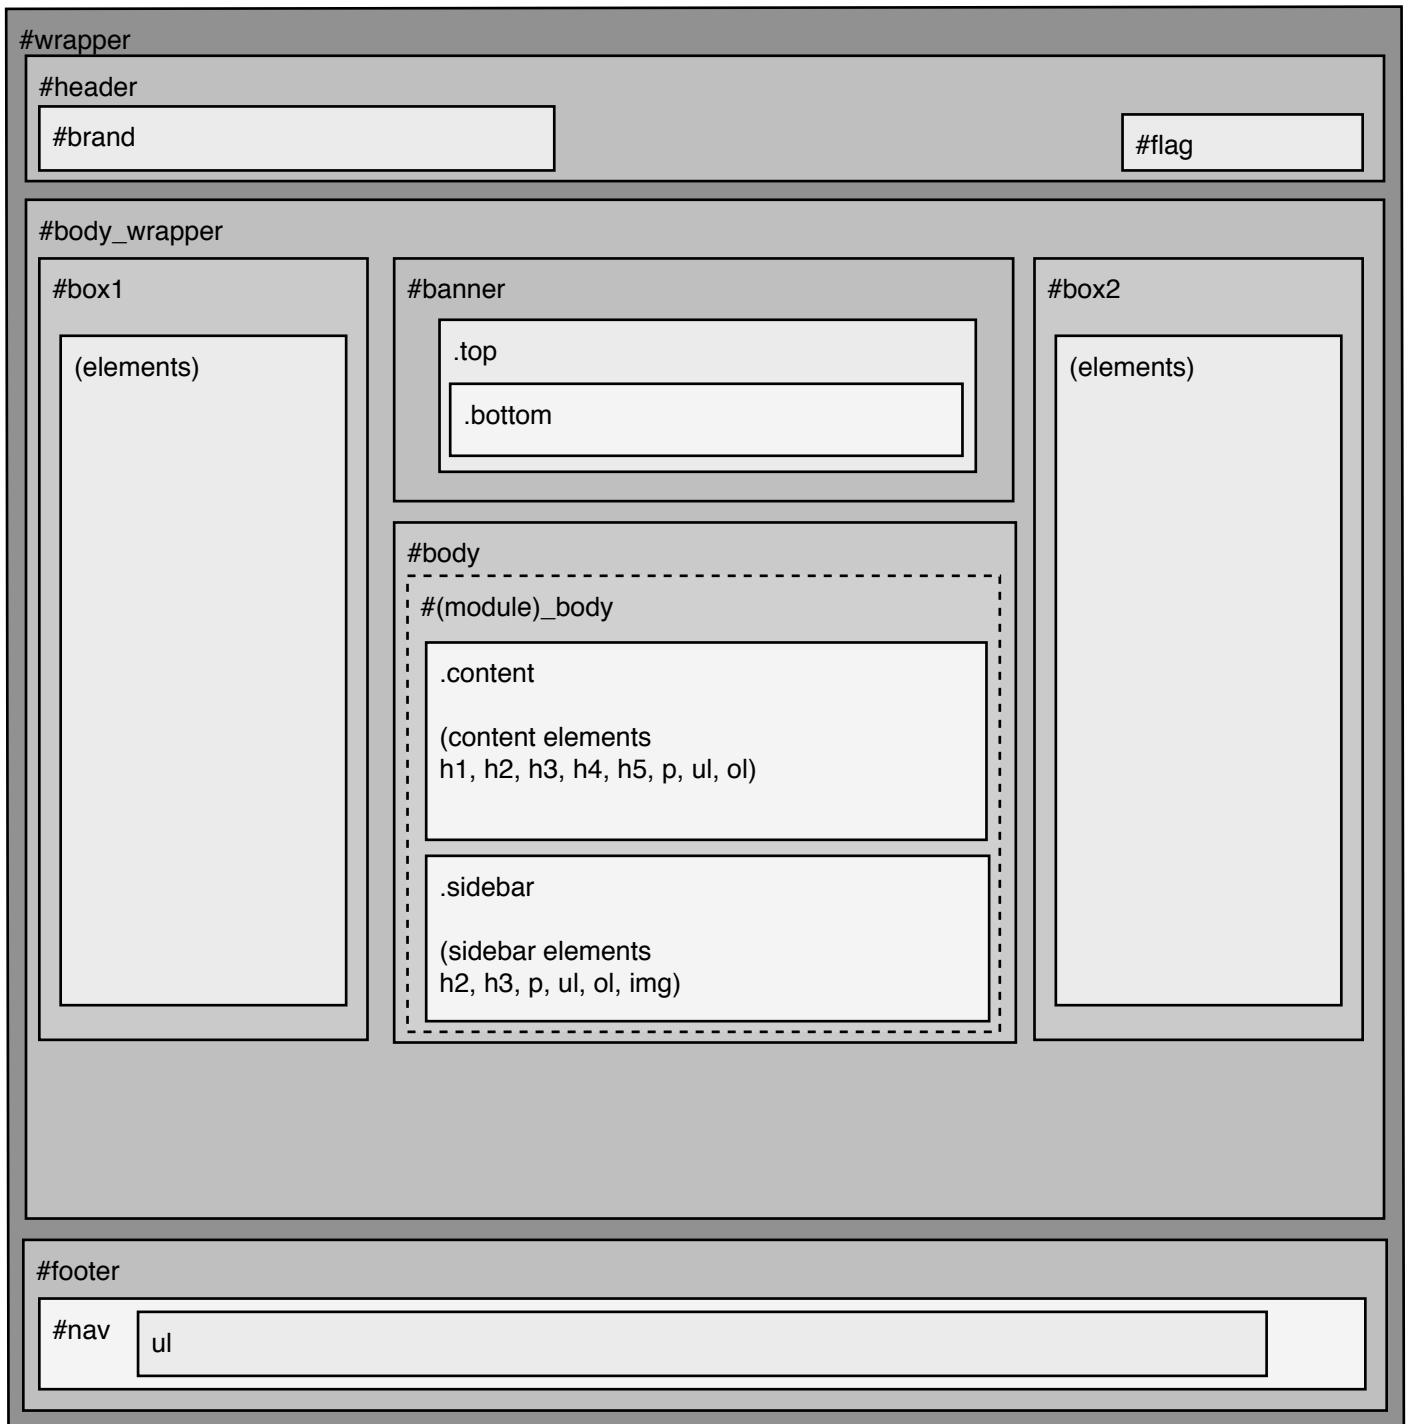 #wrapper
#header
#brand
#flag
#body_wrapper
#box1
(elements)
#banner
.top
.bottom
#body
#(module)_body
.content
(content elements
h1, h2, h3, h4, h5, p, ul, ol)
.sidebar
(sidebar elements
h2, h3, p, ul, ol, img)
#box2
(elements)
#footer
#nav
ul